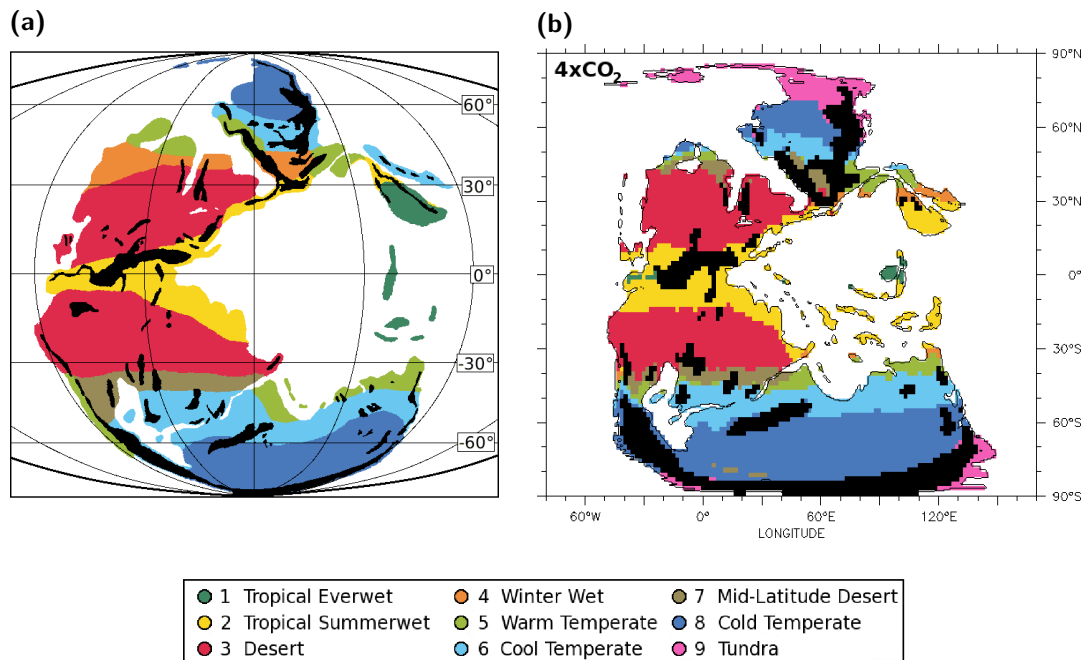 (a)
(b)
60°
30°
0°
-30°
-60°
4xCO₂
90°N
60°N
30°N
0°
30°S
60°S
90°S
60°W 0° 60°E 120°E
LONGITUDE
1 Tropical Everwet 4 Winter Wet 7 Mid-Latitude Desert
2 Tropical Summerwet 5 Warm Temperate 8 Cold Temperate
3 Desert 6 Cool Temperate 9 Tundra